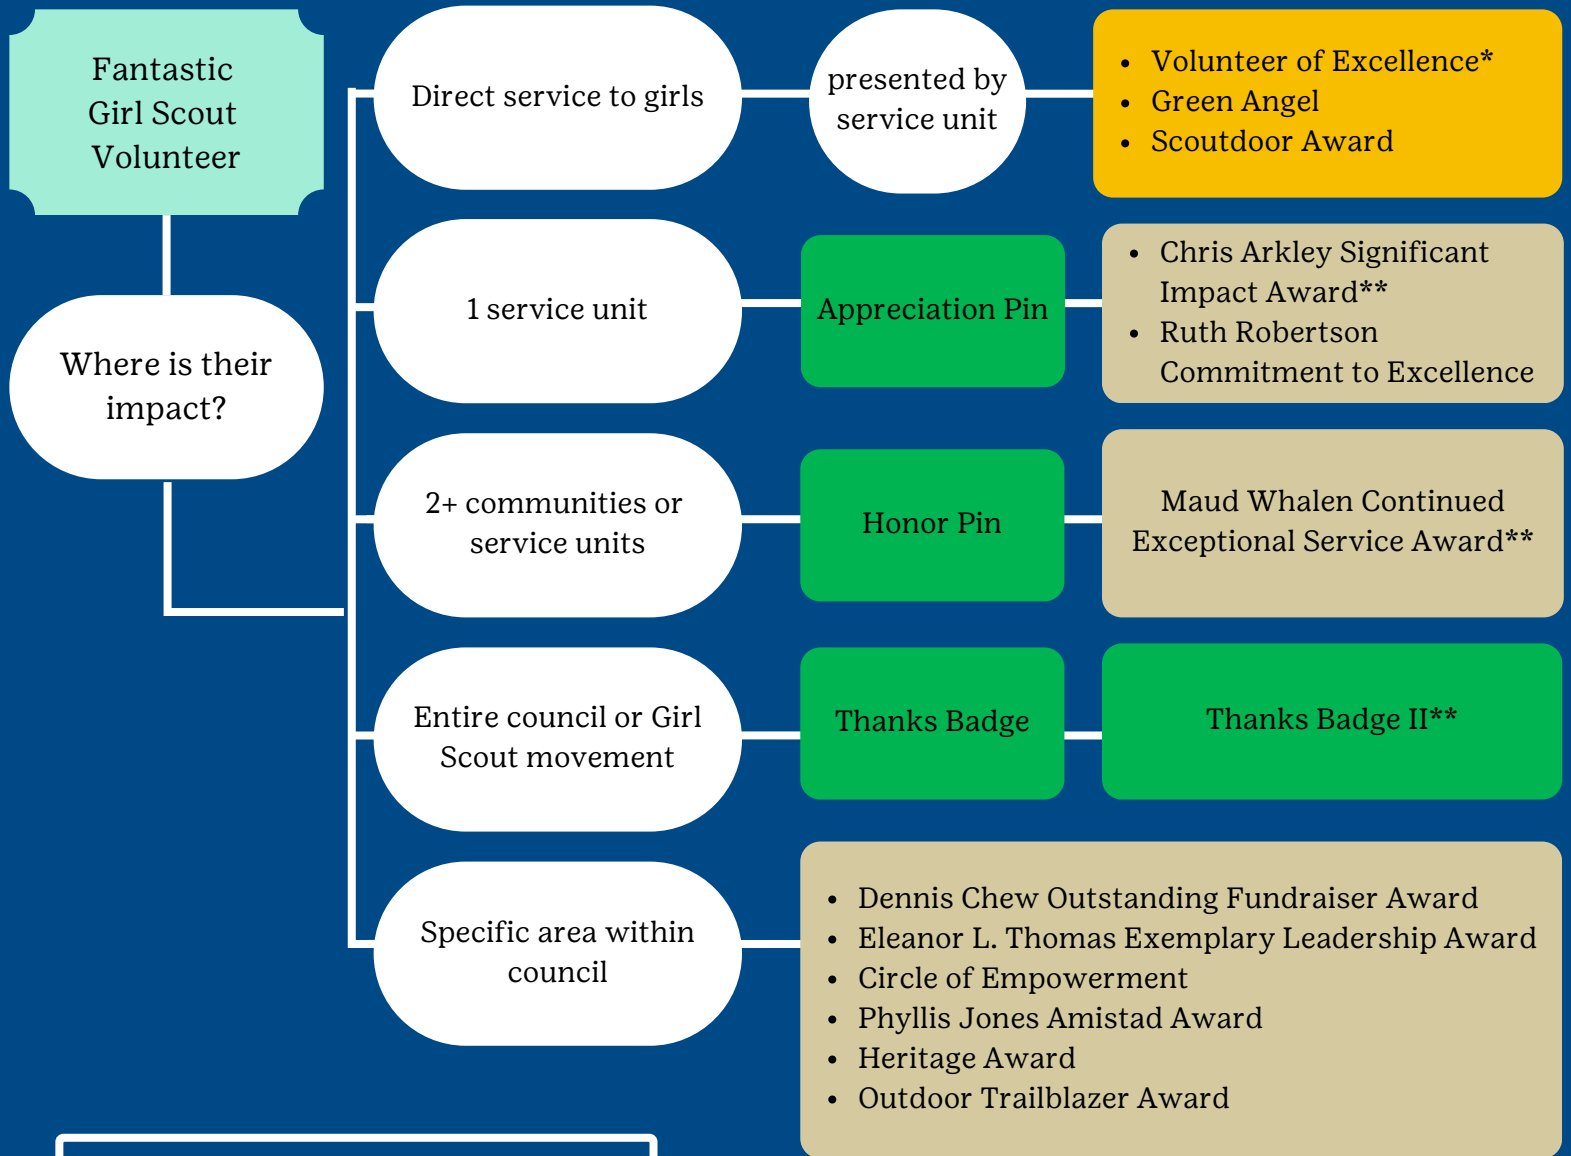 Fantastic
Girl Scout
Volunteer
Where is their
impact?
Direct service to girls
presented by
service unit
• Volunteer of Excellence*
• Green Angel
• Scoutdoor Award
1 service unit
Appreciation Pin
• Chris Arkley Significant
Impact Award**
• Ruth Robertson
Commitment to Excellence
2+ communities or
service units
Honor Pin
Maud Whalen Continued
Exceptional Service Award**
Entire council or Girl
Scout movement
Thanks Badge
Thanks Badge II**
Specific area within
council
• Dennis Chew Outstanding Fundraiser Award
• Eleanor L. Thomas Exemplary Leadership Award
• Circle of Empowerment
• Phyllis Jones Amistad Award
• Heritage Award
• Outdoor Trailblazer Award